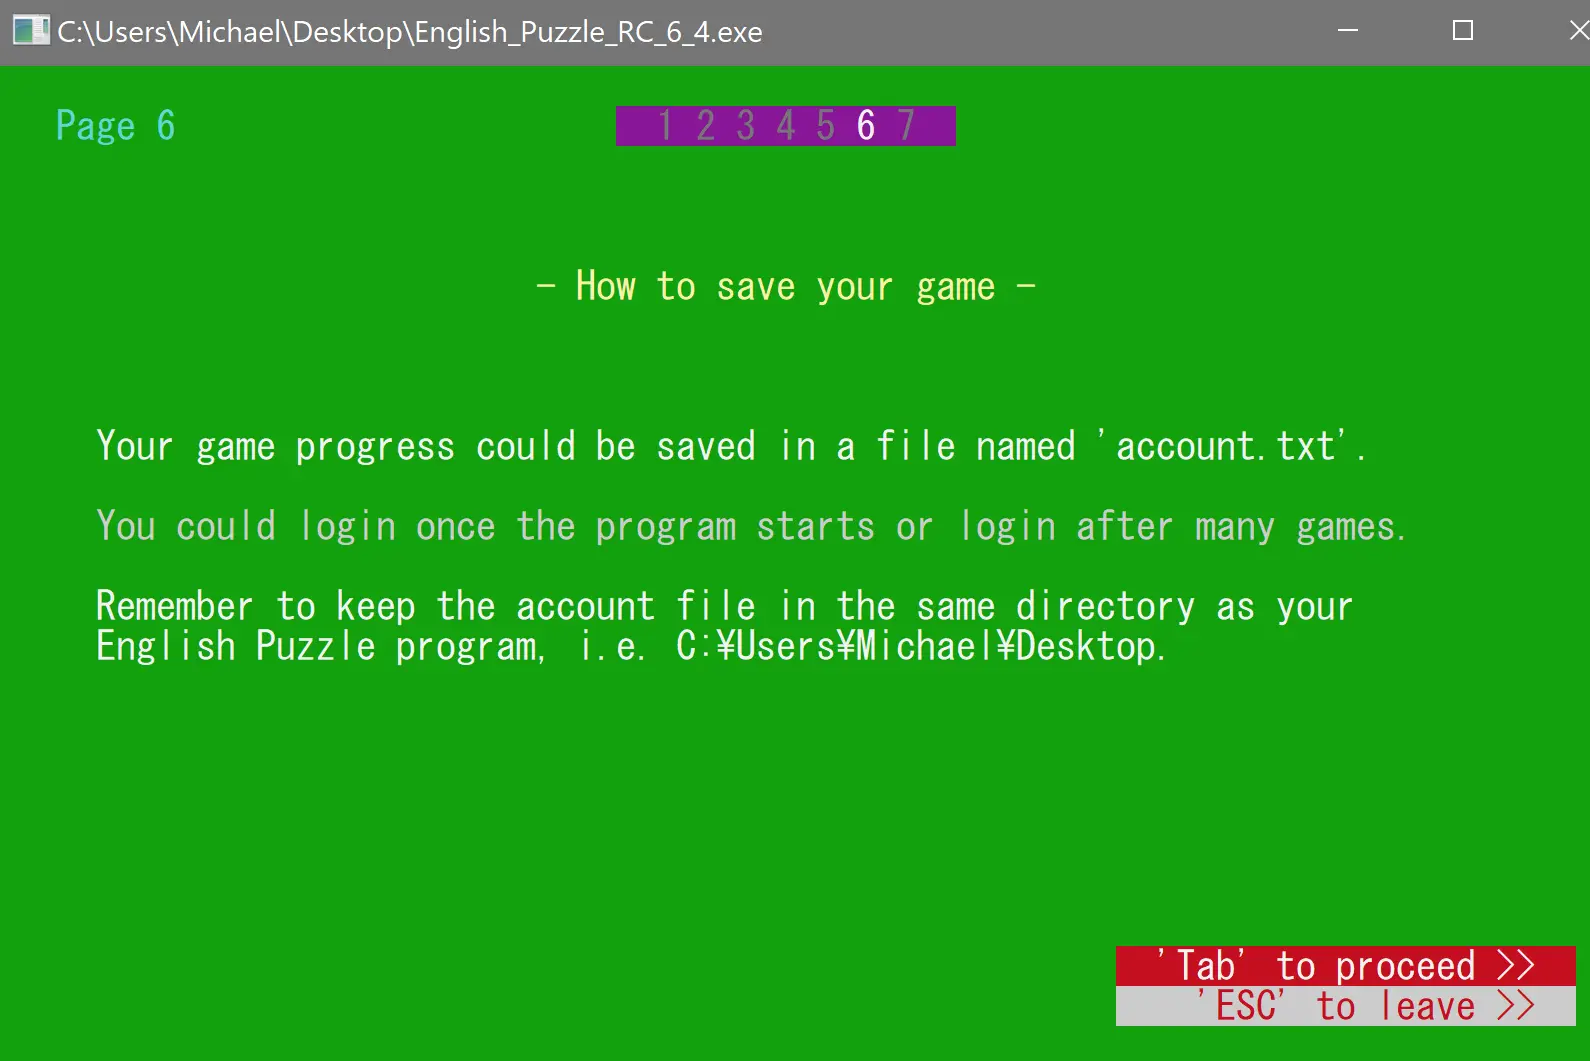 C:\Users\Michael\Desktop\English_Puzzle_RC_6_4.exe
Page 6
1 2 3 4 5 6 7
- How to save your game -
Your game progress could be saved in a file named 'account.txt'.
You could login once the program starts or login after many games.
Remember to keep the account file in the same directory as your
English Puzzle program, i.e. C:¥Users¥Michael¥Desktop.
'Tab' to proceed >>
'ESC' to leave >>